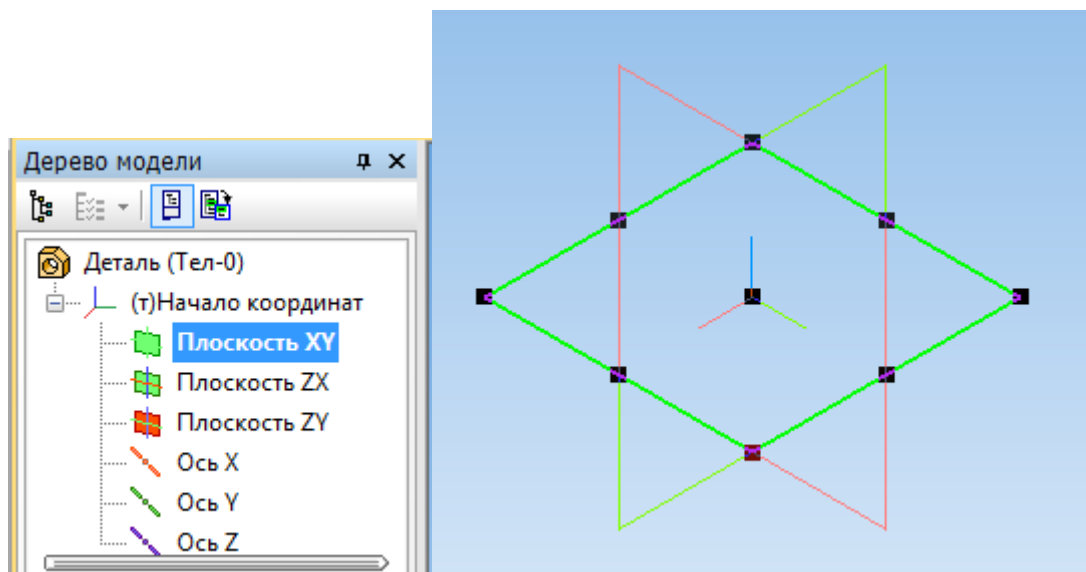 Дерево модели
Деталь (Тел-0)
(т)Начало координат
Плоскость XY
Плоскость ZX
Плоскость ZY
Ось X
Ось Y
Ось Z